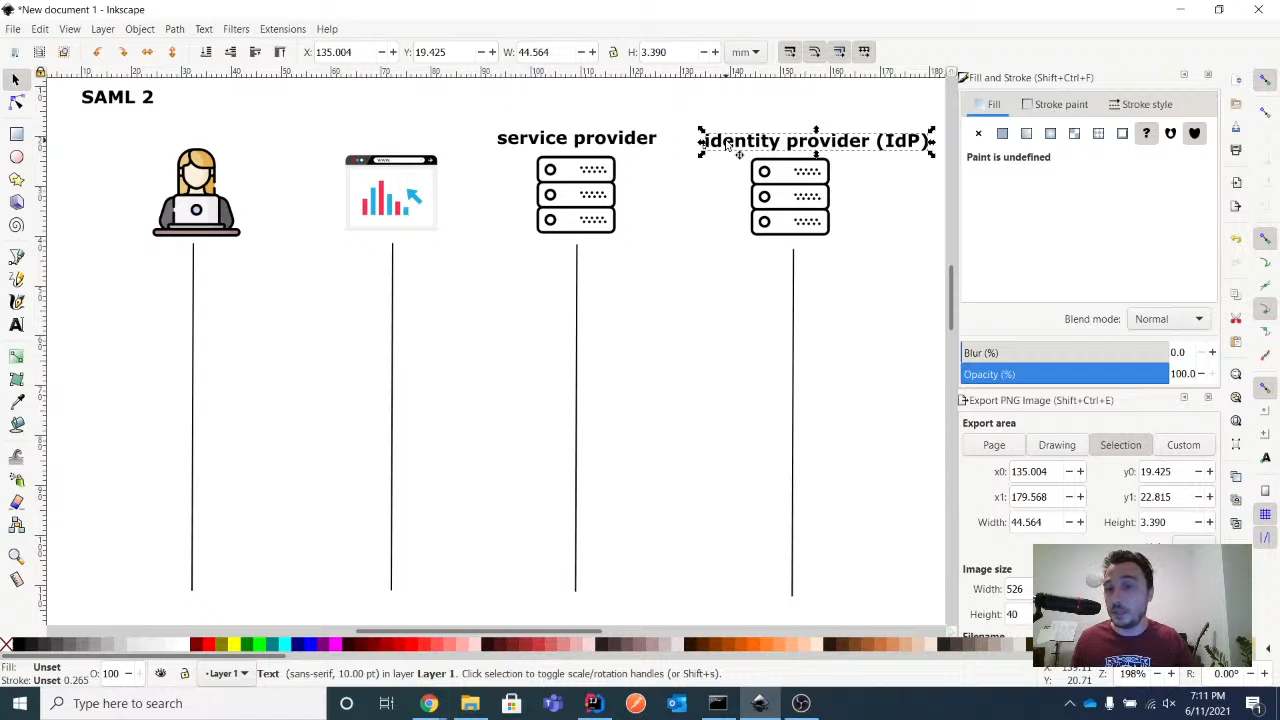 *New document 1 - Inkscape
File Edit View Layer Object Path Text Filters Extensions Help
X: 135.004 Y: 19.425 W: 44.564 H: 3.390 mm
SAML 2
service provider
identity provider (IdP)
www.
Fill and Stroke (Shift+Ctrl+F)
Fill Stroke paint Stroke style
Paint is undefined
Blend mode: Normal
Blur (%) 0.0
Opacity (%) 100.0
Export PNG Image (Shift+Ctrl+E)
Export area
Page Drawing Selection Custom
x0: 135.004 y0: 19.425
x1: 179.568 y1: 22.815
Width: 44.564 Height: 3.390
Image size
Width: 526
Height: 40
Filename
Fill: Unset
Stroke: Unset 0.265
O: 100
Layer 1
Text (sans-serif, 10.00 pt) in layer Layer 1. Click selection to toggle scale/rotation handles (or Shift+s).
X: 139.11
Y: 20.71
Z: 198%
R: 0.00°
Type here to search
7:11 PM
6/11/2021